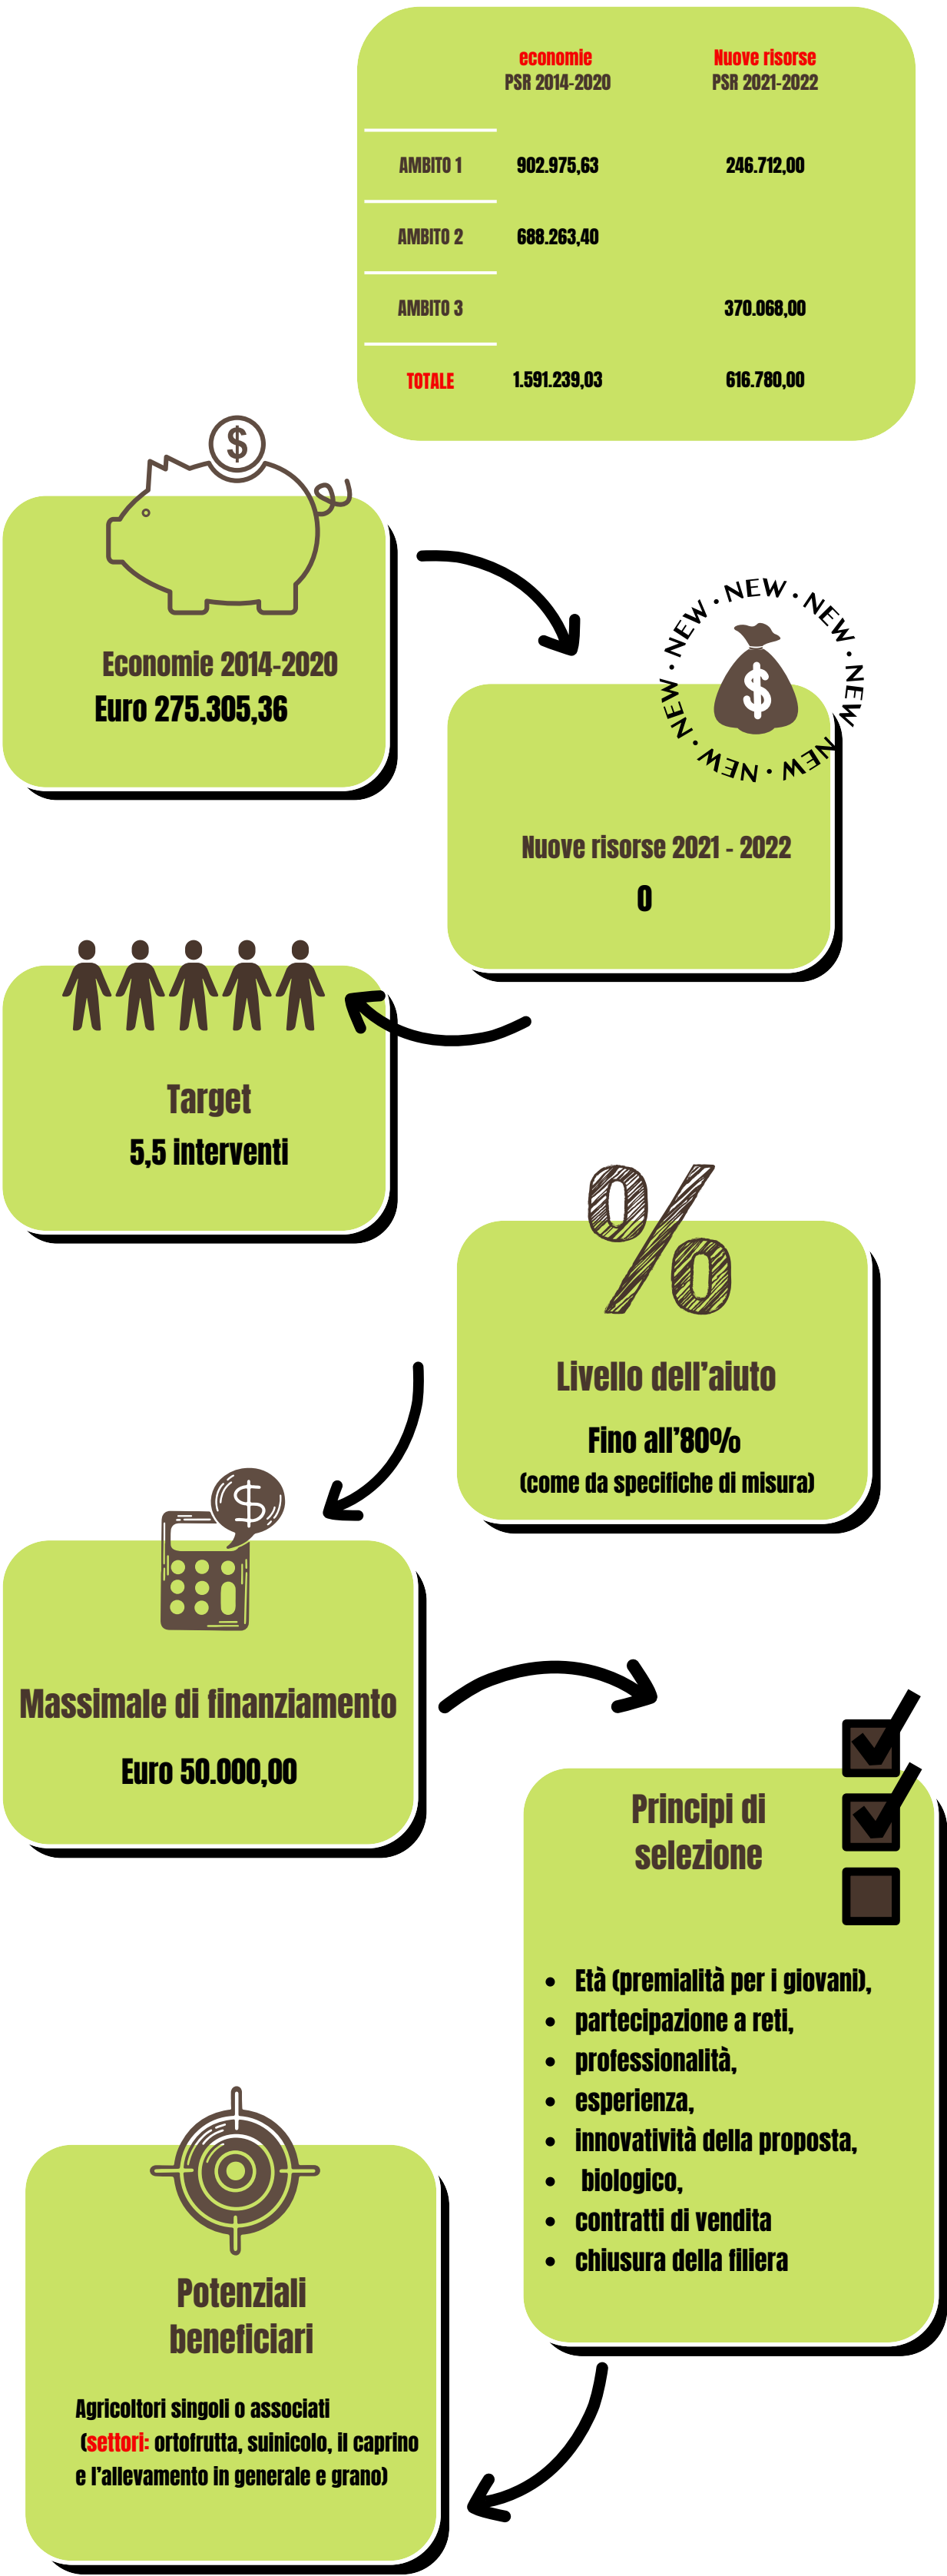 economie Nuove risorse
PSR 2014-2020 PSR 2021-2022
AMBITO 1 902.975,63 246.712,00
AMBITO 2 688.263,40
AMBITO 3 370.068,00
TOTALE 1.591.239,03 616.780,00
$
Economie 2014-2020
Euro 275.305,36
NEW · NEW · NEW · NEW · NEW · NEW · NEW · NEW
$
Nuove risorse 2021 - 2022
0
Target
5,5 interventi
%
Livello dell’aiuto
Fino all’80%
(come da specifiche di misura)
$
Massimale di finanziamento
Euro 50.000,00
Principi di
selezione
• Età (premialità per i giovani),
• partecipazione a reti,
• professionalità,
• esperienza,
• innovatività della proposta,
• biologico,
• contratti di vendita
• chiusura della filiera
Potenziali
beneficiari
Agricoltori singoli o associati
(settori: ortofrutta, suinicolo, il caprino
e l’allevamento in generale e grano)